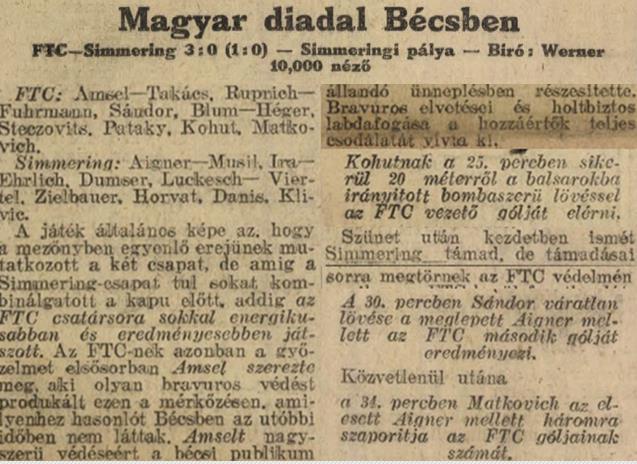 Magyar diadal Bécsben
FTC—Simmering 3:0 (1:0) — Simmeringi pálya — Biró: Werner
10,000 néző
FTC: Amsel—Takács, Ruprich—
Fuhrmann, Sándor, Blum—Héger,
Steczovits, Pataky, Kohut, Matko-
vich.
Simmering: Aigner—Musil, Ira—
Ehrlich, Dumser, Luckesch— Vier-
tel, Zielbauer, Horvat, Danis, Kli-
vic.
A játék általános képe az, hogy
a mezőnyben egyenlő erejünek mu-
tatkozott a két csapat, de amig a
Simmering-csapat tul sokat kom-
binálgatott a kapu előtt, addig az
FTC csatársora sokkal energiku-
sabban és eredményesebben ját-
szott. Az FTC-nek azonban a győ-
zelmet elsősorban Amsel szerezte
meg, aki olyan bravuros védést
produkált ezen a mérkőzésen, ami-
lyenhez hasonlót Bécsben az utóbbi
időben nem láttak. Amselt nagy-
szerü védéseért a bécsi publikum
állandó ünneplésben részesitette.
Bravuros elvetései és holtbiztos
labdafogása a hozzáértők teljes
csodálatát vivta ki.
Kohutnak a 25. percben sike-
rül 20 méterről a balsarokba
irányitott bombaszerü lövéssel
az FTC vezető gólját elérni.
Szünet után kezdetben ismét
Simmering támad, de támadásai
sorra megtörnek az FTC védelmén
A 30. percben Sándor váratlan
lövése a meglepett Aigner mel-
lett az FTC második gólját
eredményezi.
Közvetlenül utána
a 34. percben Matkovich az el-
esett Aigner mellett háromra
szaporitja az FTC góljainak
számát.